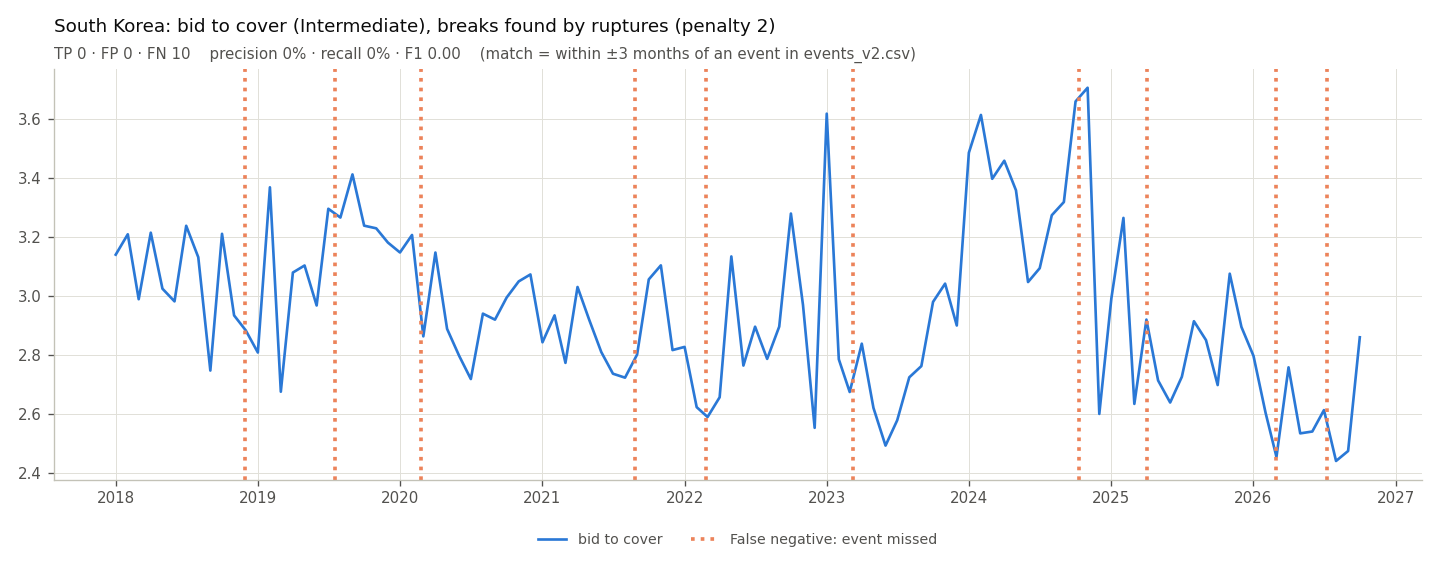 South Korea: bid to cover (Intermediate), breaks found by ruptures (penalty 2)
TP 0 · FP 0 · FN 10    precision 0% · recall 0% · F1 0.00    (match = within ±3 months of an event in events_v2.csv)
3.6
3.4
3.2
3.0
2.8
2.6
2.4
2018 2019 2020 2021 2022 2023 2024 2025 2026 2027
bid to cover    False negative: event missed